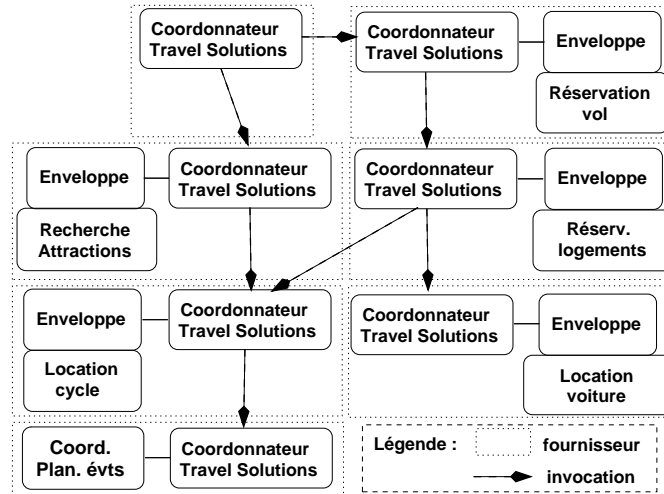 Coordonnateur
Travel Solutions
Coordonnateur
Travel Solutions
Enveloppe
Réservation
vol
Enveloppe
Recherche
Attractions
Coordonnateur
Travel Solutions
Coordonnateur
Travel Solutions
Enveloppe
Réserv.
logements
Enveloppe
Location
cycle
Coordonnateur
Travel Solutions
Coordonnateur
Travel Solutions
Enveloppe
Location
voiture
Coord.
Plan. évts
Coordonnateur
Travel Solutions
Légende :
fournisseur
invocation